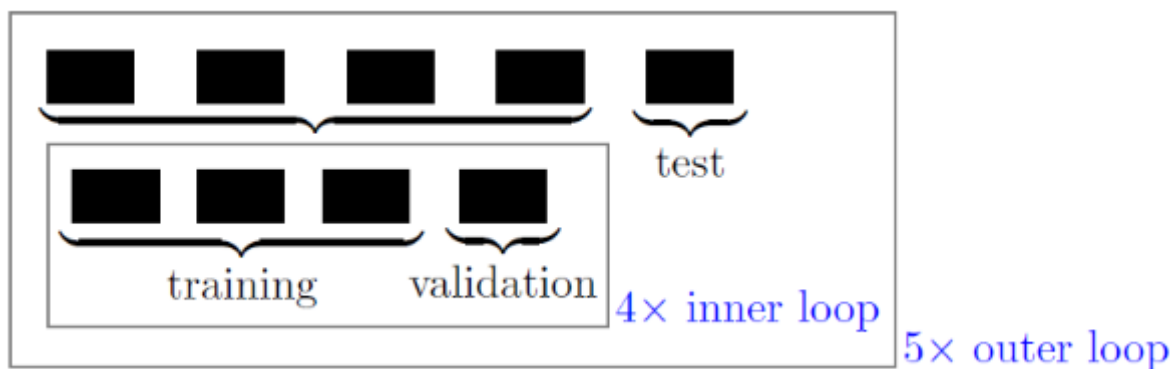 test
training
validation
4× inner loop
5× outer loop